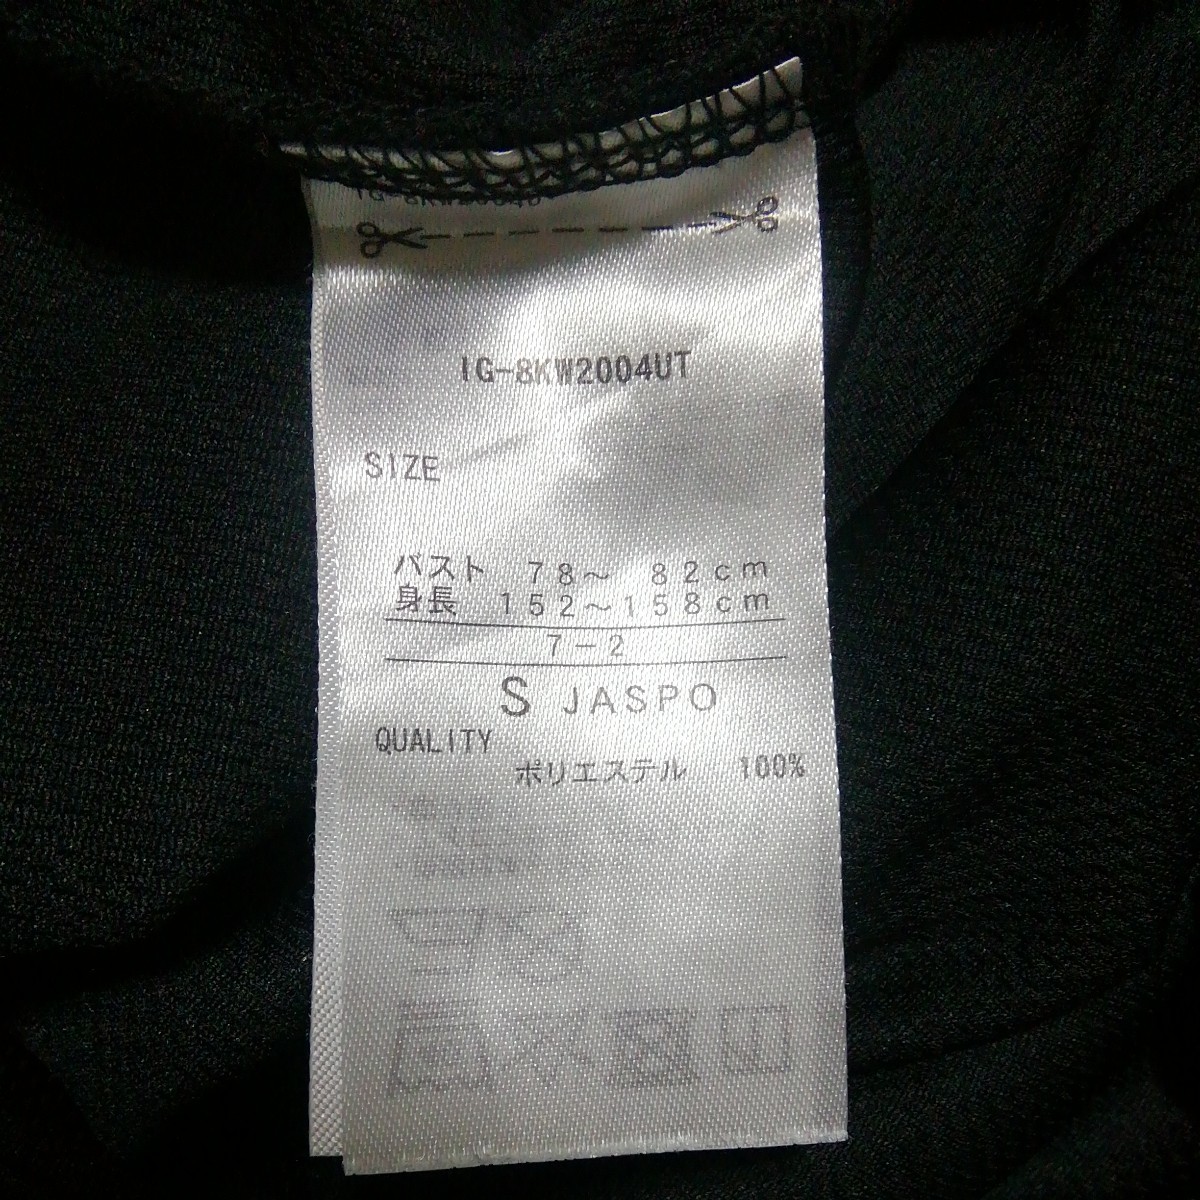 IG-8KW2004UT
SIZE
バスト 78～ 82cm
身長 152～158cm
7-2
S JASPO
QUALITY
ポリエステル 100%